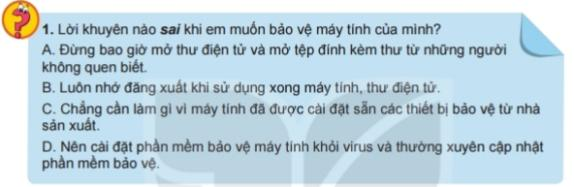 1. Lời khuyên nào sai khi em muốn bảo vệ máy tính của mình?
A. Đừng bao giờ mở thư điện tử và mở tệp đính kèm thư từ những người
không quen biết.
B. Luôn nhớ đăng xuất khi sử dụng xong máy tính, thư điện tử.
C. Chẳng cần làm gì vì máy tính đã được cài đặt sẵn các thiết bị bảo vệ từ nhà
sản xuất.
D. Nên cài đặt phần mềm bảo vệ máy tính khỏi virus và thường xuyên cập nhật
phần mềm bảo vệ.